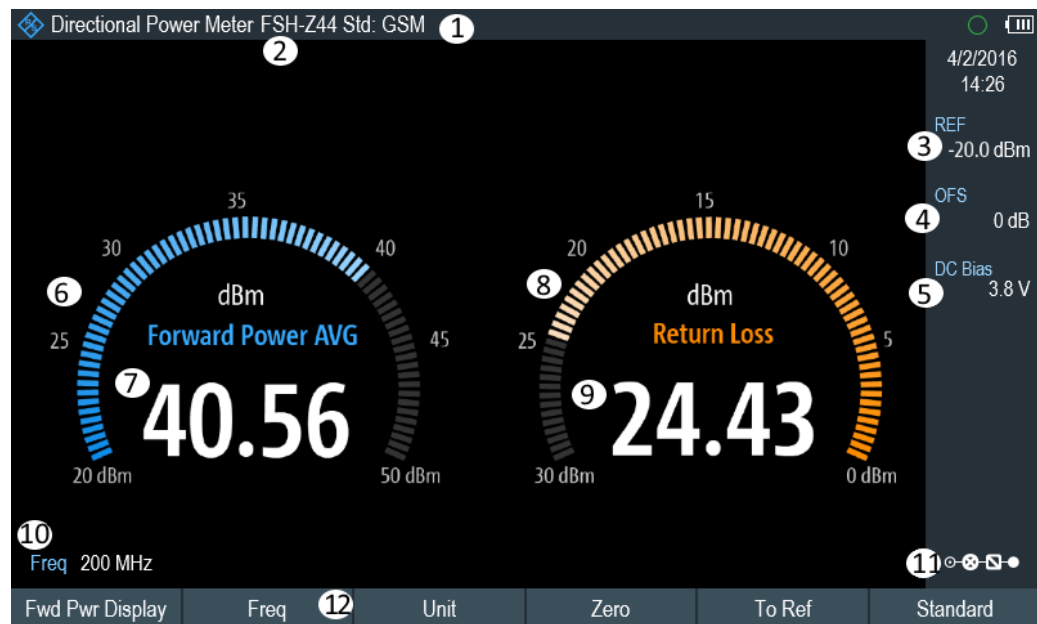 Directional Power Meter FSH-Z44 Std: GSM 1
2
4/2/2016
14:26
REF
3 -20.0 dBm
OFS
4 0 dB
DC Bias
5 3.8 V
35
30 40
6
25 45
dBm
Forward Power AVG
7
40.56
20 dBm 50 dBm
15
20 10
8
25 5
dBm
Return Loss
9
24.43
30 dBm 0 dBm
10
Freq 200 MHz
11
Fwd Pwr Display Freq 12 Unit Zero To Ref Standard